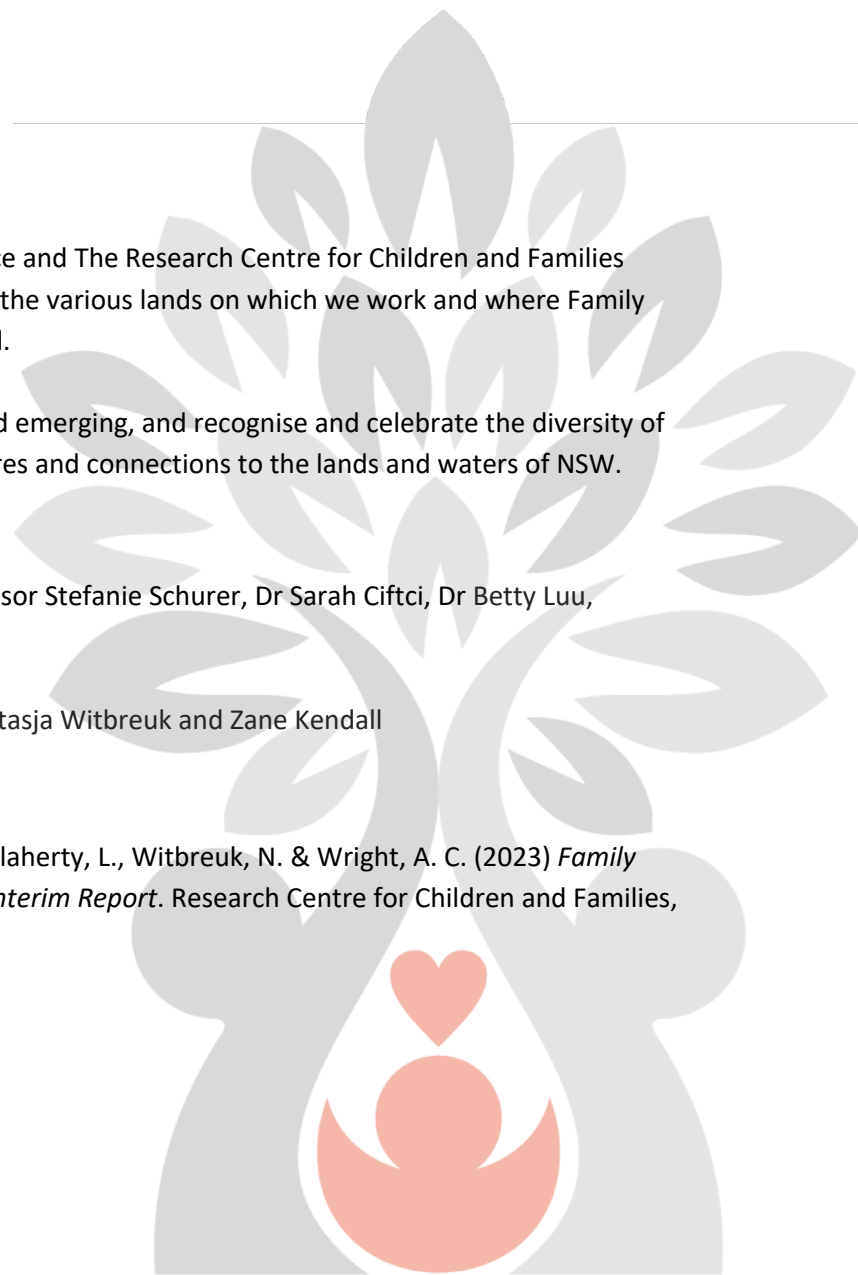 ce and The Research Centre for Children and Families
the various lands on which we work and where Family
l.
d emerging, and recognise and celebrate the diversity of
res and connections to the lands and waters of NSW.
sor Stefanie Schurer, Dr Sarah Ciftci, Dr Betty Luu,
tasja Witbreuk and Zane Kendall
laherty, L., Witbreuk, N. & Wright, A. C. (2023) Family
nterim Report. Research Centre for Children and Families,